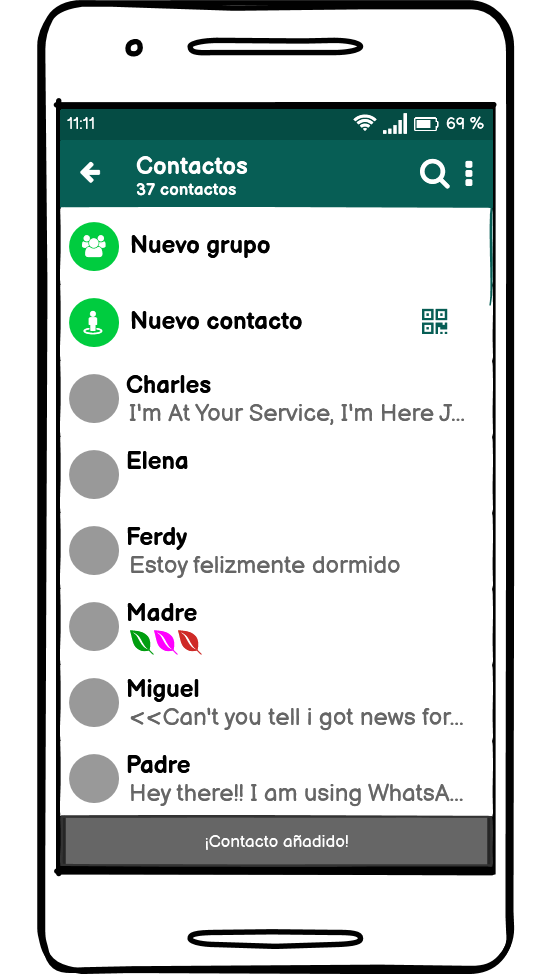 11:11 69 %
Contactos
37 contactos
Nuevo grupo
Nuevo contacto
Charles
I'm At Your Service, I'm Here J...
Elena
Ferdy
Estoy felizmente dormido
Madre
Miguel
<<Can't you tell i got news for...
Padre
Hey there!! I am using WhatsA...
¡Contacto añadido!